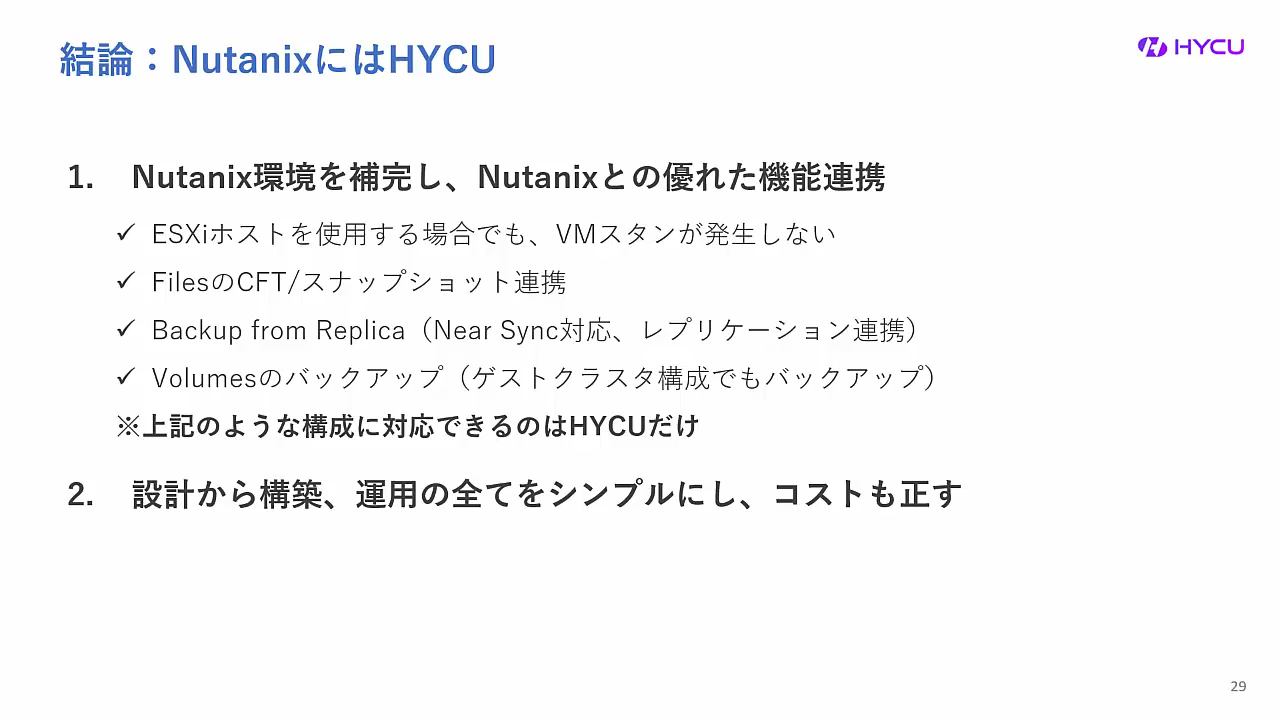 結論：NutanixにはHYCU
HYCU
1. Nutanix環境を補完し、Nutanixとの優れた機能連携
✓ ESXiホストを使用する場合でも、VMスタンが発生しない
✓ FilesのCFT/スナップショット連携
✓ Backup from Replica（Near Sync対応、レプリケーション連携）
✓ Volumesのバックアップ（ゲストクラスタ構成でもバックアップ）
※上記のような構成に対応できるのはHYCUだけ
2. 設計から構築、運用の全てをシンプルにし、コストも正す
29